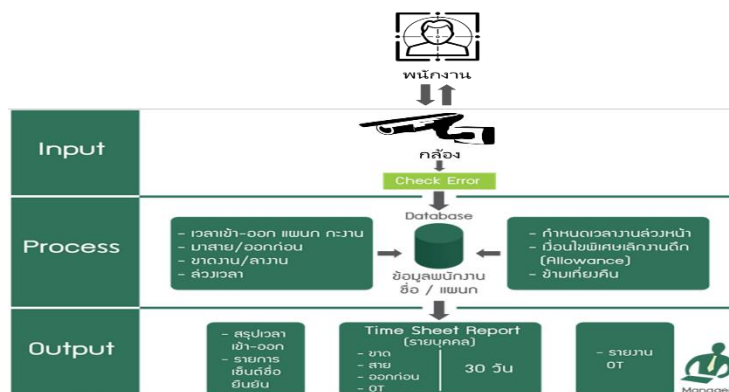 พนักงาน
Input
กล้อง
Check Error
Process
- เวลาเข้า-ออก แผนก กะงาน
- มาสาย/ออกก่อน
- ขาดงาน/ลางาน
- ล่วงเวลา
Database
ข้อมูลพนักงาน
ชื่อ / แผนก
- กำหนดเวลางานล่วงหน้า
- เงื่อนไขพิเศษเลิกงานดึก
(Allowance)
- ข้ามเที่ยงคืน
Output
- สรุปเวลา
เข้า-ออก
- รายการ
เซ็นต์ชื่อ
ยืนยัน
Time Sheet Report
(รายบุคคล)
- ขาด
- สาย
- ออกก่อน
- OT
30 วัน
- รายงาน
OT
Manager